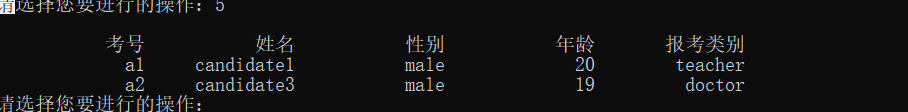 请选择您要进行的操作：5
考号 姓名 性别 年龄 报考类别
a1 candidate1 male 20 teacher
a2 candidate3 male 19 doctor
请选择您要进行的操作：